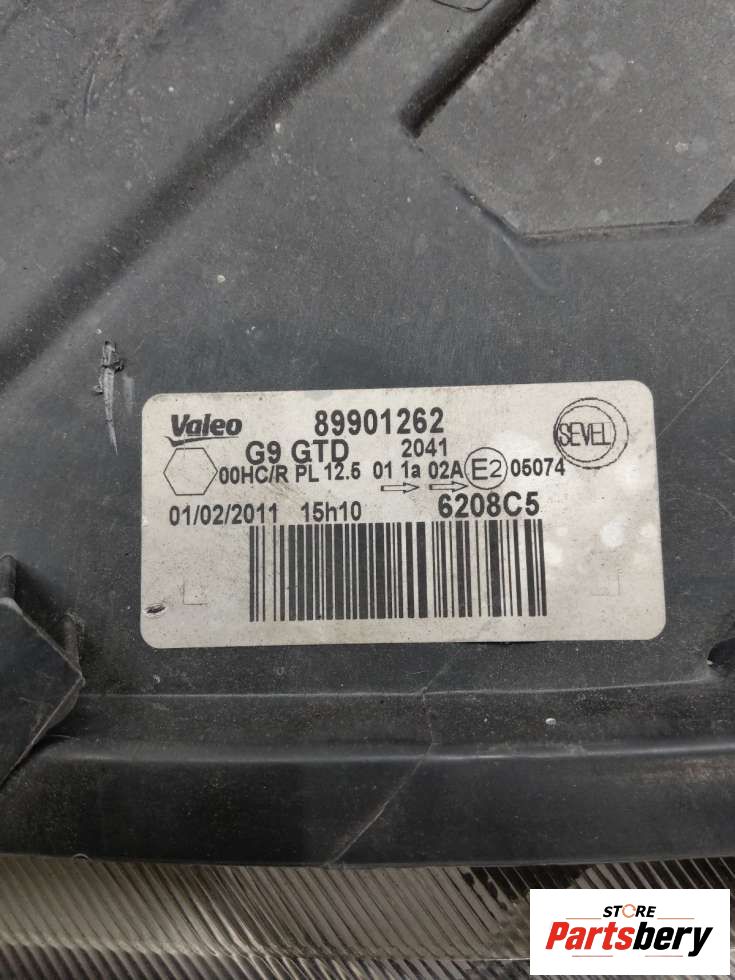 Valeo 89901262
G9 GTD 2041 SEVEL
00HC/R PL 12.5 01 1a 02A E2 05074
01/02/2011 15h10 6208C5
STORE
Partsbery